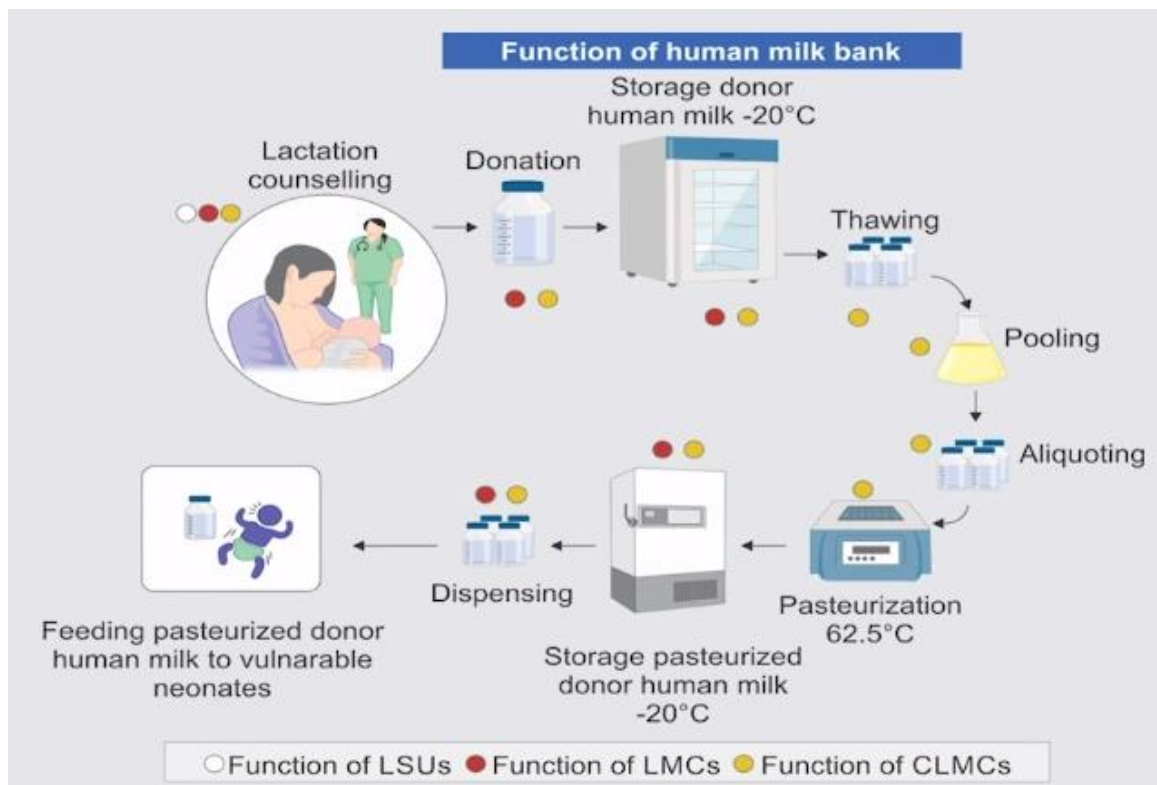 Function of human milk bank
Storage donor
human milk -20°C
Lactation
counselling
Donation
Thawing
Pooling
Aliquoting
Pasteurization
62.5°C
Storage pasteurized
donor human milk
-20°C
Dispensing
Feeding pasteurized donor
human milk to vulnarable
neonates
Function of LSUs Function of LMCs Function of CLMCs